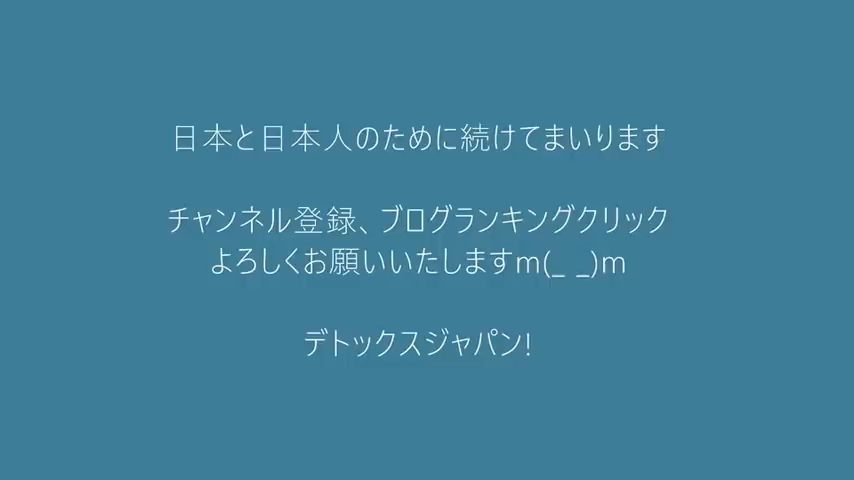 日本と日本人のために続けてまいります
チャンネル登録、ブログランキングクリック
よろしくお願いいたしますm(_ _)m
デトックスジャパン!